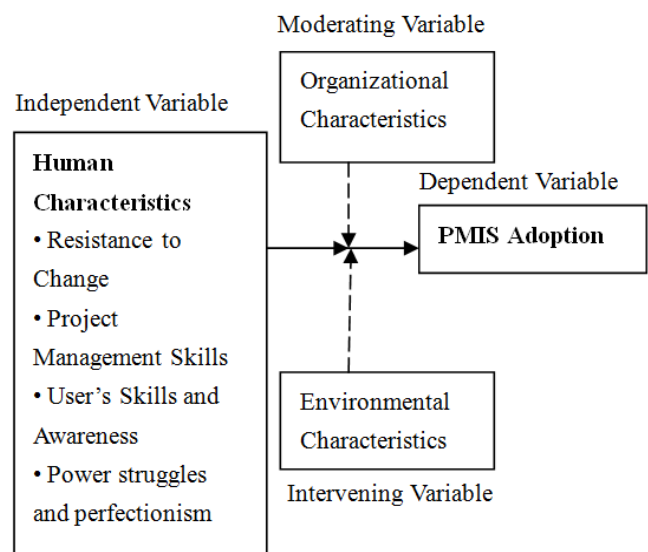 Moderating Variable
Organizational
Characteristics
Independent Variable
Human
Characteristics
• Resistance to
Change
• Project
Management Skills
• User's Skills and
Awareness
• Power struggles
and perfectionism
Dependent Variable
PMIS Adoption
Environmental
Characteristics
Intervening Variable